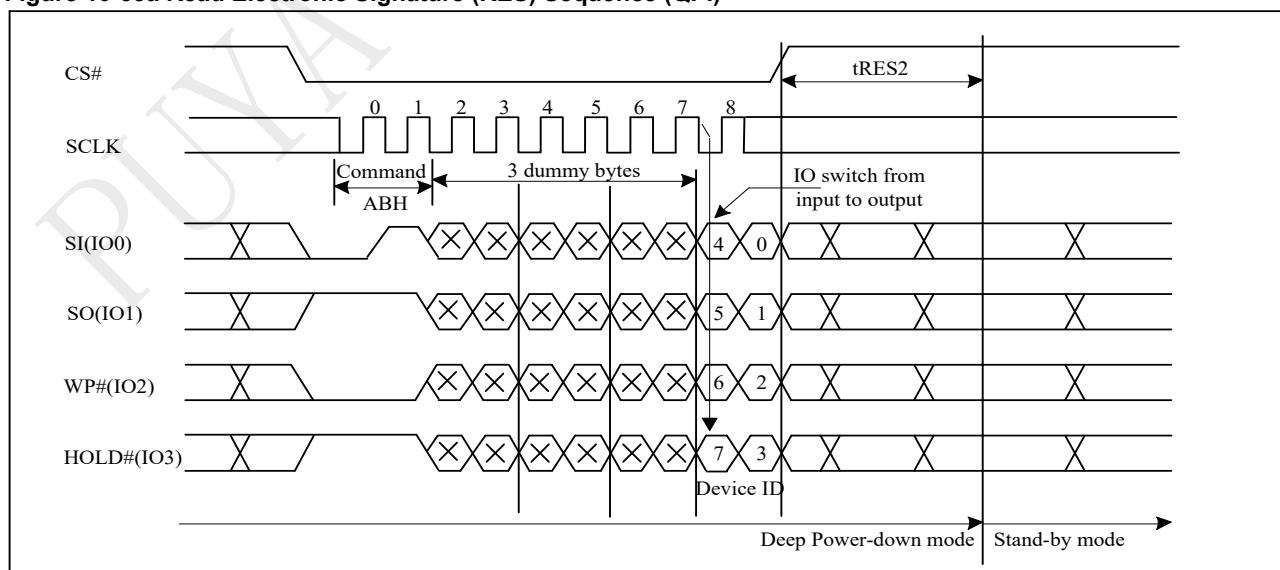 Figure 10-33a Read Electronic Signature (RES) Sequence (QPI)
PUYA
CS#
tRES2
0 1 2 3 4 5 6 7 8
SCLK
Command
3 dummy bytes
IO switch from
input to output
ABH
SI(IO0)
4 0
SO(IO1)
5 1
WP#(IO2)
6 2
HOLD#(IO3)
7 3
Device ID
Deep Power-down mode Stand-by mode